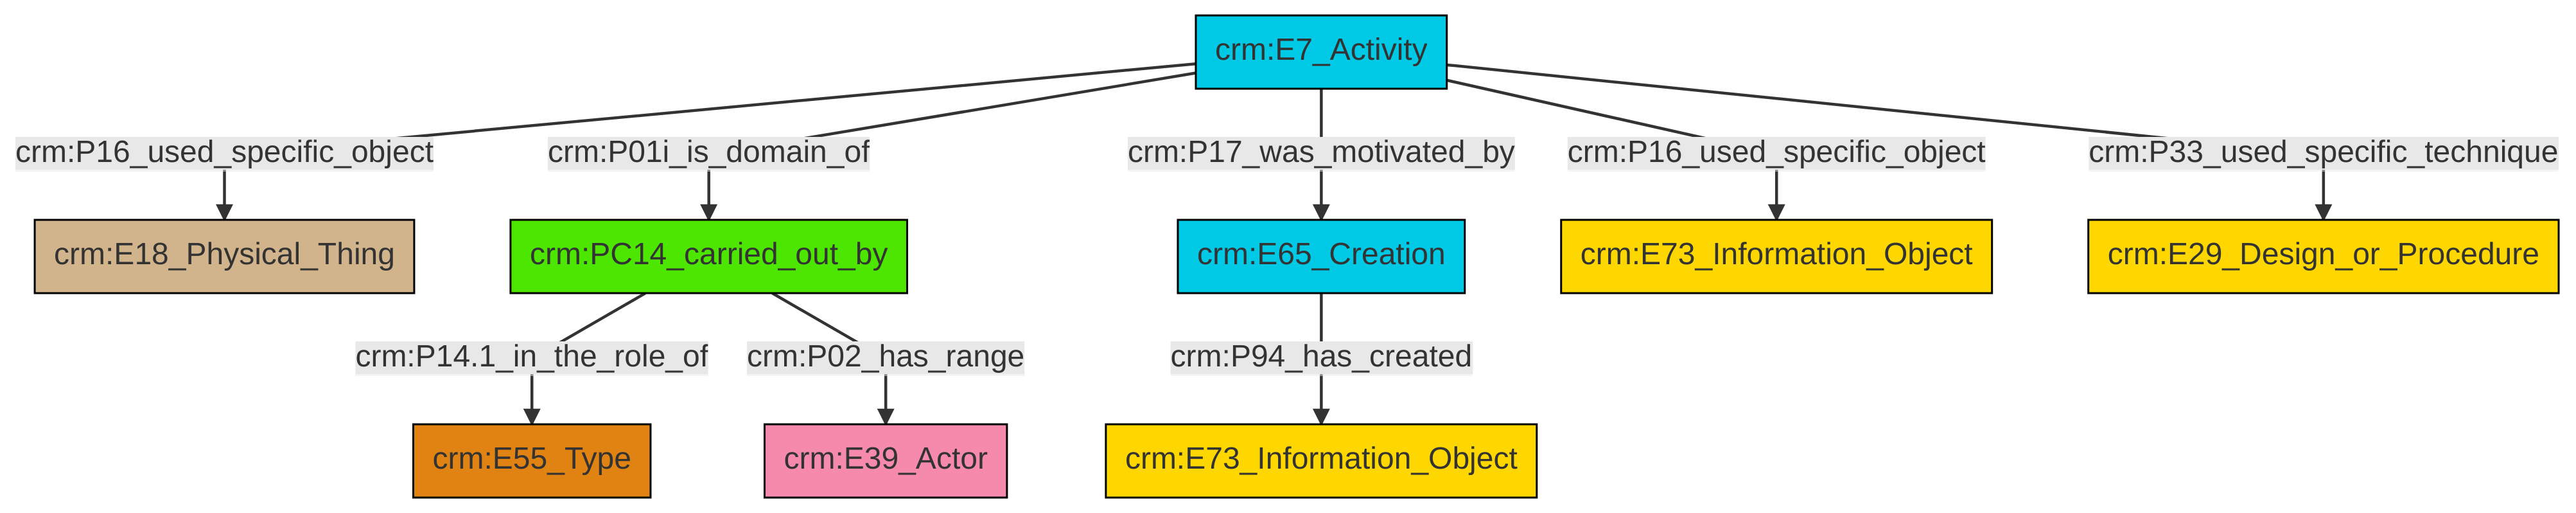 crm:E7_Activity
crm:P16_used_specific_object
crm:P01i_is_domain_of
crm:P17_was_motivated_by
crm:P16_used_specific_object
crm:P33_used_specific_technique
crm:E18_Physical_Thing
crm:PC14_carried_out_by
crm:E65_Creation
crm:E73_Information_Object
crm:E29_Design_or_Procedure
crm:P14.1_in_the_role_of
crm:P02_has_range
crm:P94_has_created
crm:E55_Type
crm:E39_Actor
crm:E73_Information_Object